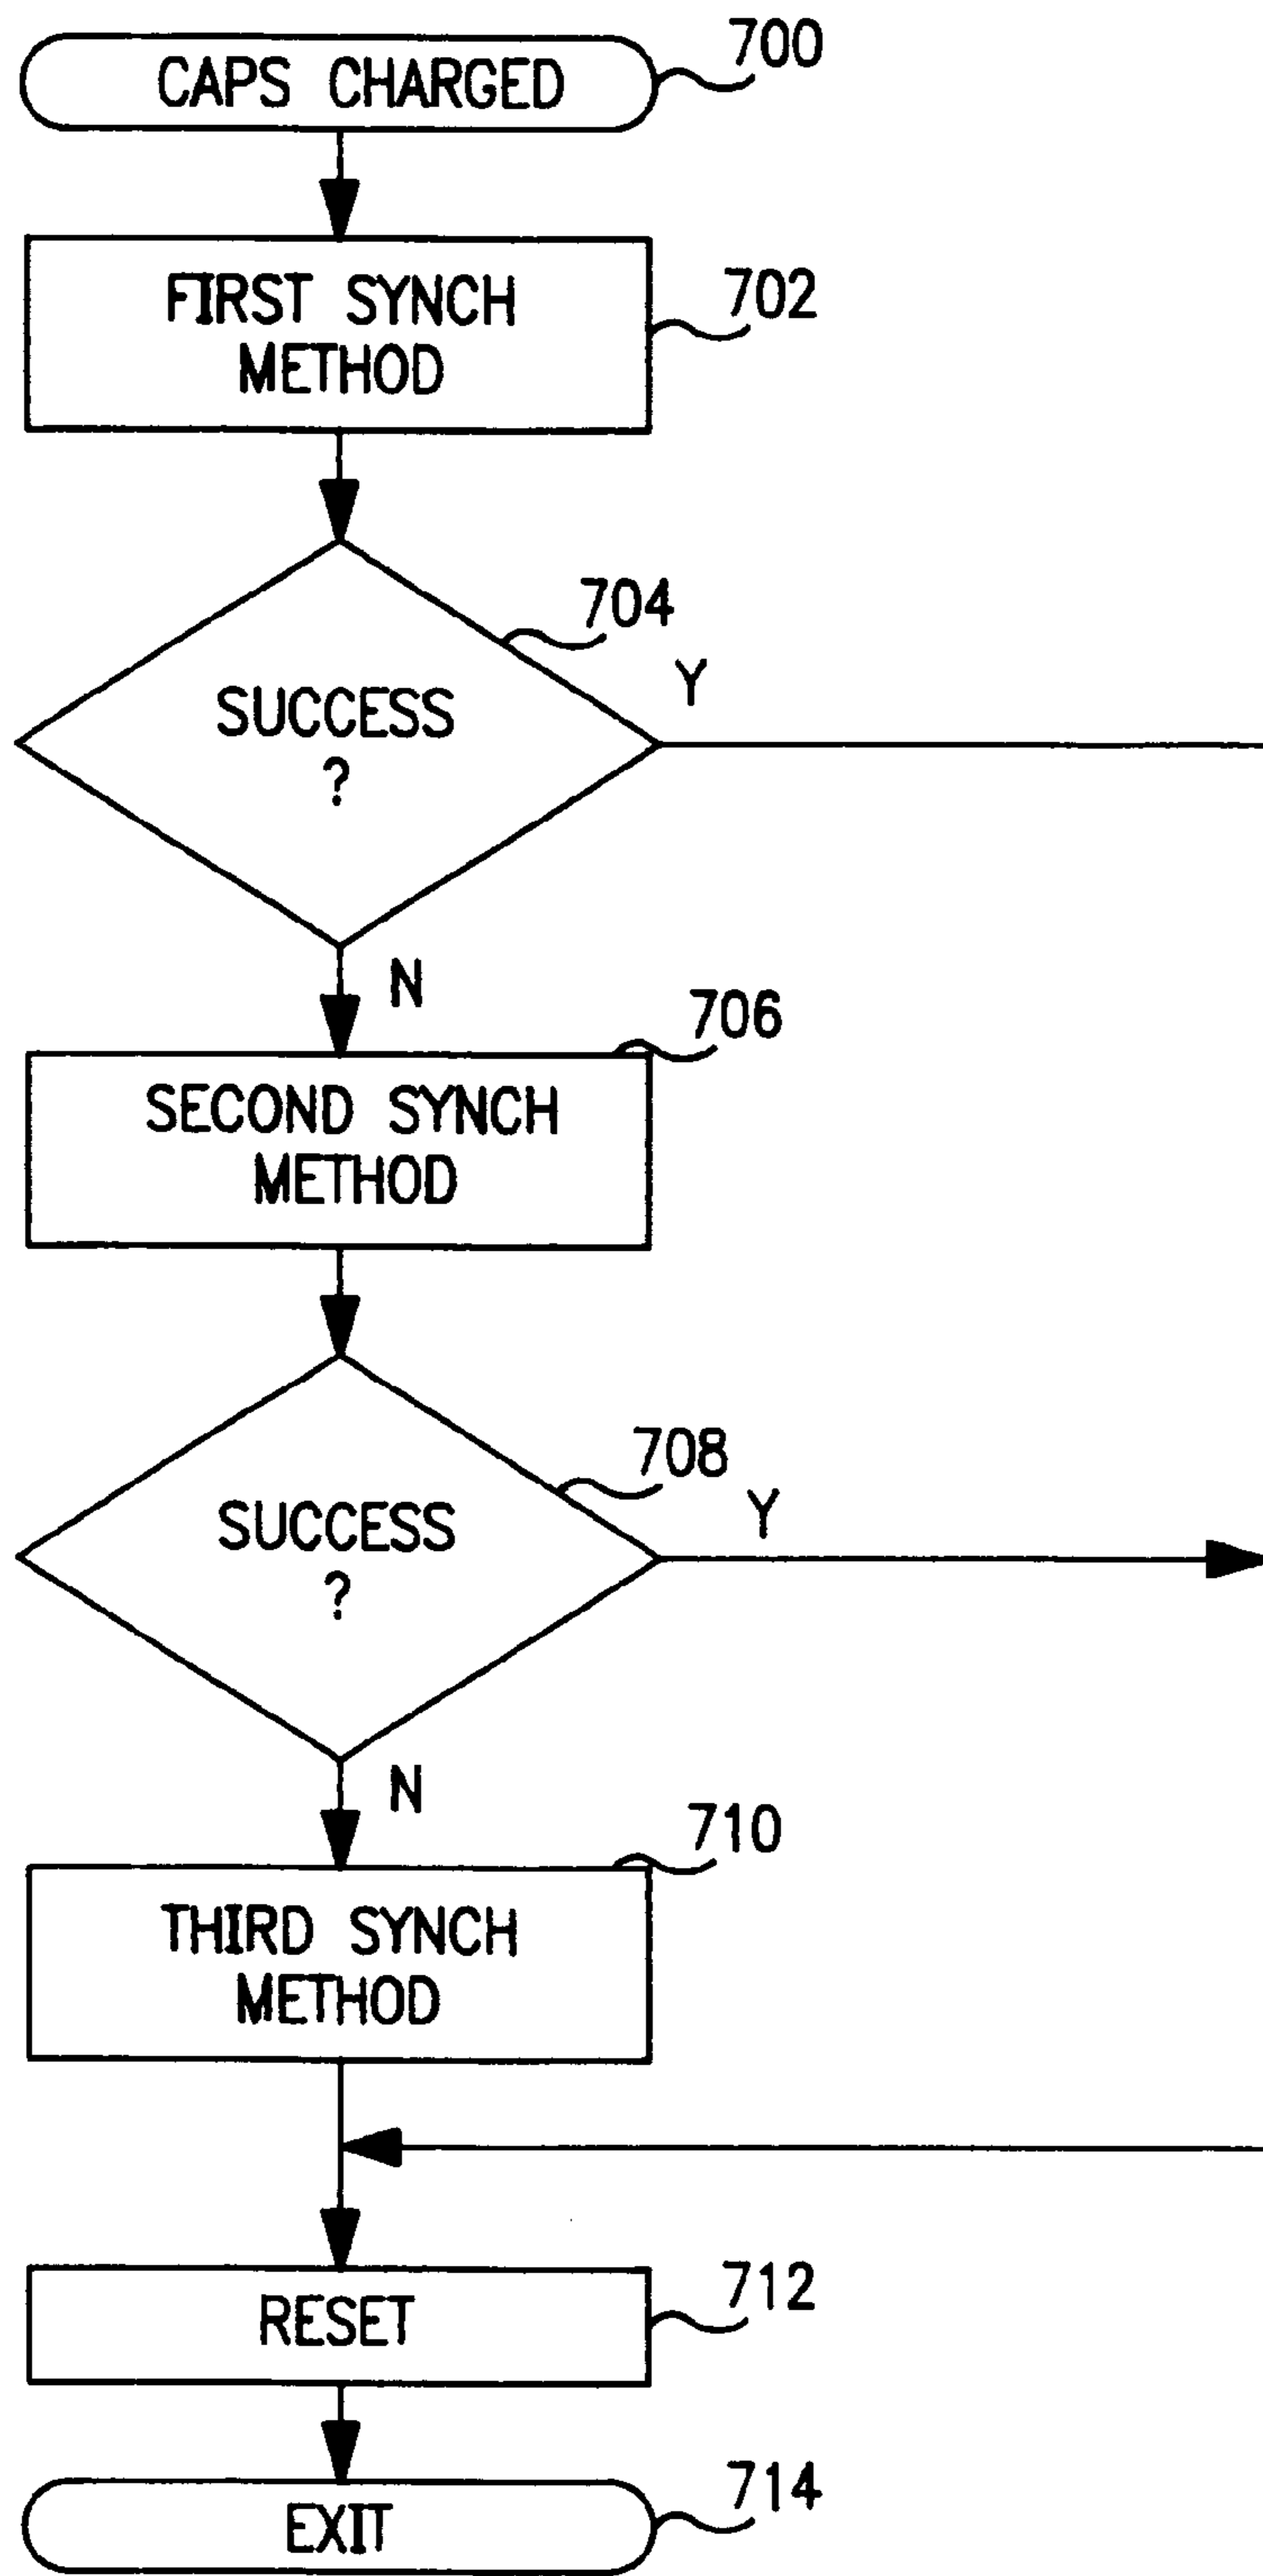 700
CAPS CHARGED
702
FIRST SYNCH
METHOD
704
Y
SUCCESS
?
N
706
SECOND SYNCH
METHOD
708
Y
SUCCESS
?
N
710
THIRD SYNCH
METHOD
712
RESET
714
EXIT